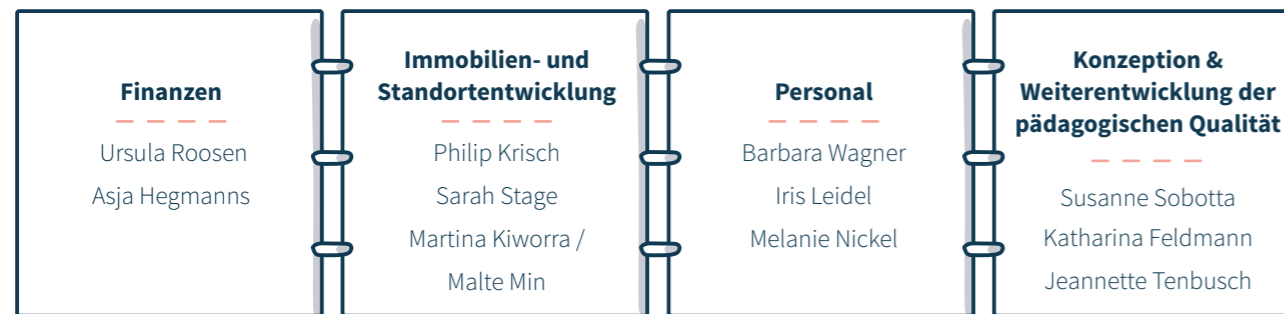 Finanzen
Ursula Roosen
Asja Hegmanns
Immobilien- und
Standortentwicklung
Philip Krisch
Sarah Stage
Martina Kiworra /
Malte Min
Personal
Barbara Wagner
Iris Leidel
Melanie Nickel
Konzeption &
Weiterentwicklung der
pädagogischen Qualität
Susanne Sobotta
Katharina Feldmann
Jeannette Tenbusch